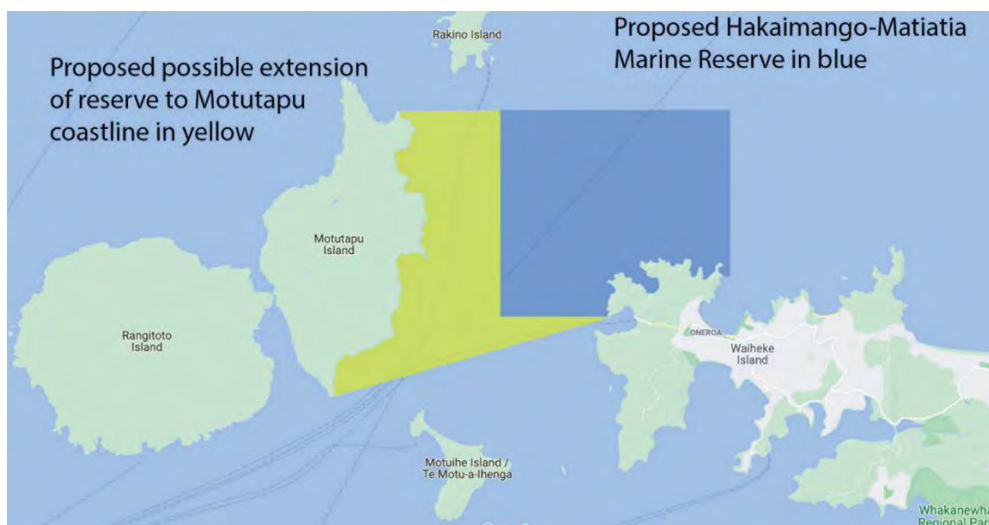 Rakino Island
Proposed Hakaimango-Matiatia
Marine Reserve in blue
Proposed possible extension
of reserve to Motutapu
coastline in yellow
Motutapu
Island
Rangitoto
Island
ONEROA
Waiheke
Island
Motuihe Island /
Te Motu-a-Ihenga
Whakanewha
Regional Par